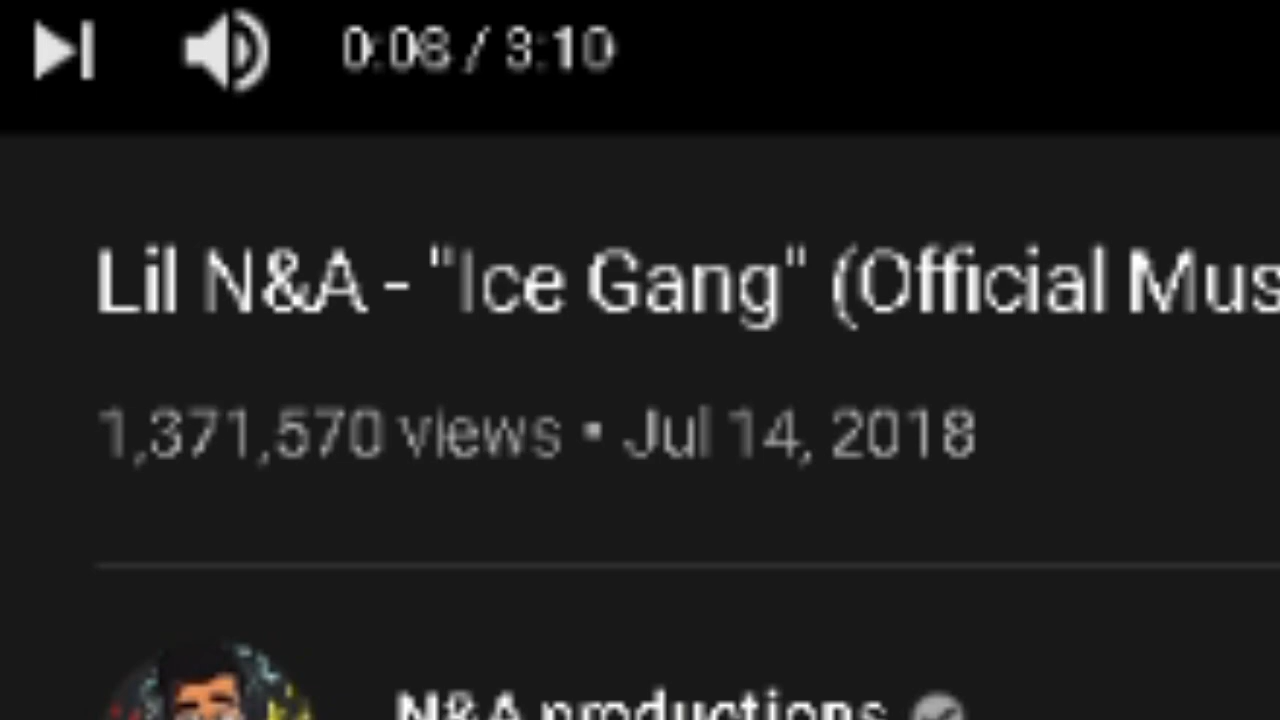 0:08 / 3:10
Lil N&A - "Ice Gang" (Official Mus
1,371,570 views • Jul 14, 2018
N&A productions